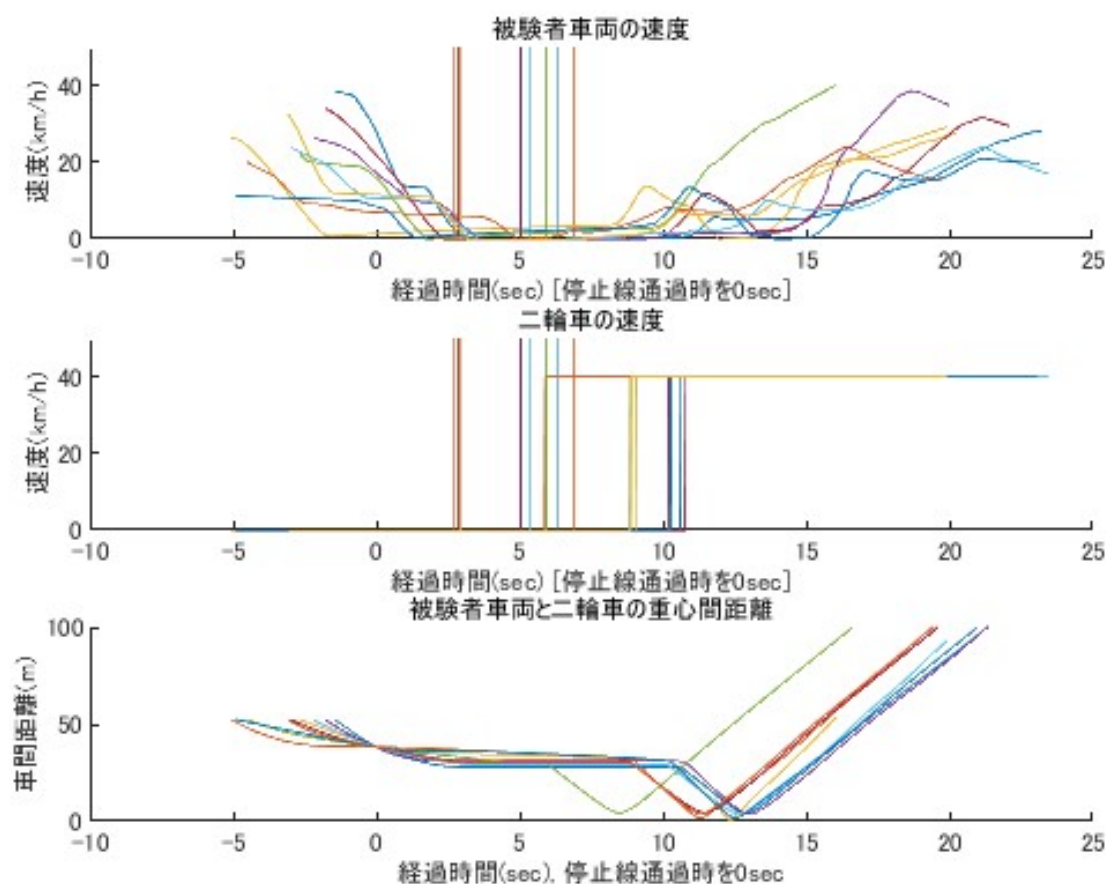 被験者車両の速度
速度(km/h)
40
20
0
-10 -5 0 5 10 15 20 25
経過時間(sec) [停止線通過時を0sec]
二輪車の速度
速度(km/h)
40
20
0
-10 -5 0 5 10 15 20 25
経過時間(sec) [停止線通過時を0sec]
被験者車両と二輪車の重心間距離
車間距離(m)
100
50
0
-10 -5 0 5 10 15 20 25
経過時間(sec), 停止線通過時を0sec